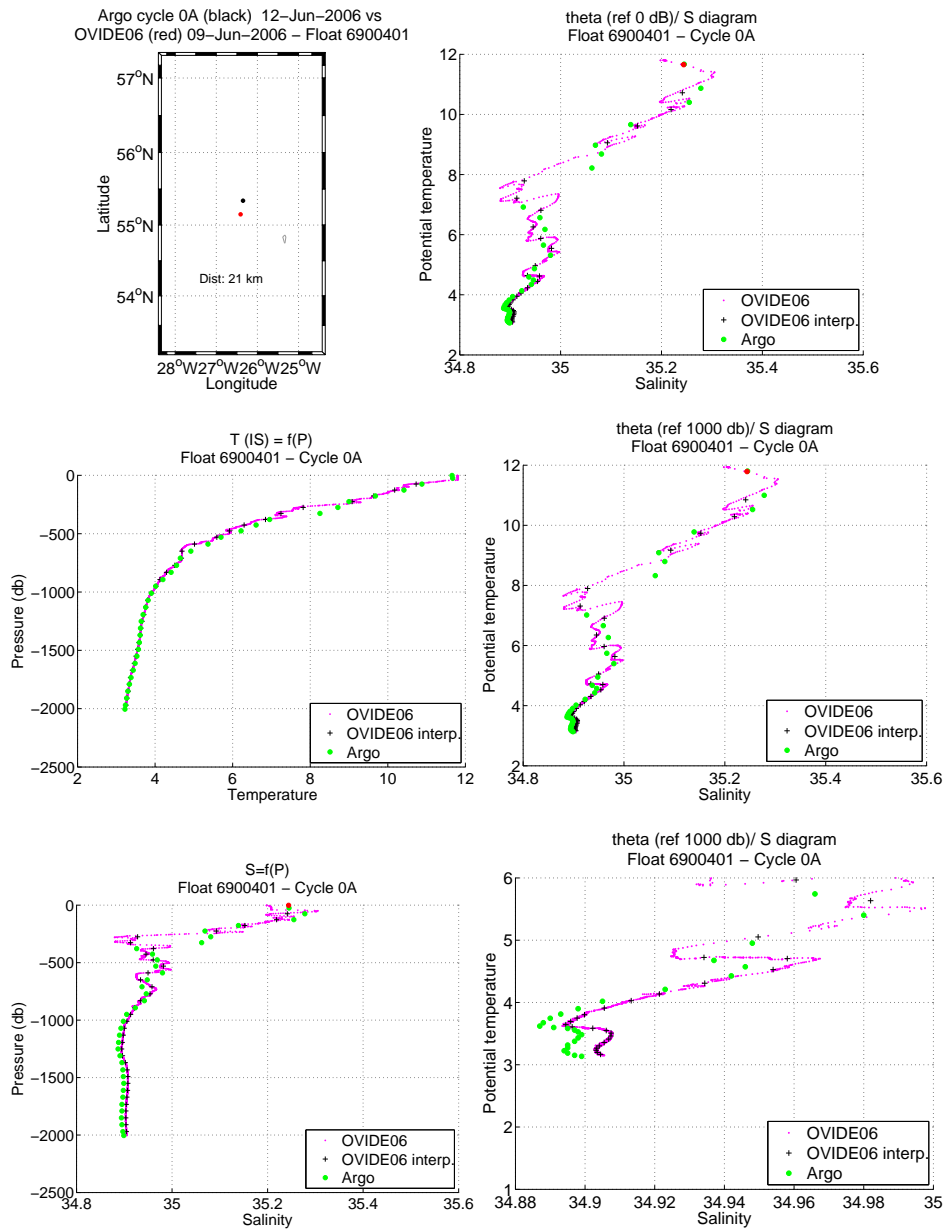 Argo cycle 0A (black)  12−Jun−2006 vs
OVIDE06 (red) 09−Jun−2006 − Float 6900401
57oN
56oN
55oN
54oN
Latitude
Dist: 21 km
28oW27oW26oW25oW
Longitude
theta (ref 0 dB)/ S diagram
Float 6900401 − Cycle 0A
12
10
8
6
4
2
Potential temperature
OVIDE06
OVIDE06 interp.
Argo
34.8 35 35.2 35.4 35.6
Salinity
T (IS) = f(P)
Float 6900401 − Cycle 0A
0
−500
−1000
−1500
−2000
−2500
Pressure (db)
OVIDE06
OVIDE06 interp.
Argo
2 4 6 8 10 12
Temperature
theta (ref 1000 db)/ S diagram
Float 6900401 − Cycle 0A
12
10
8
6
4
2
Potential temperature
OVIDE06
OVIDE06 interp.
Argo
34.8 35 35.2 35.4 35.6
Salinity
S=f(P)
Float 6900401 − Cycle 0A
0
−500
−1000
−1500
−2000
−2500
Pressure (db)
OVIDE06
OVIDE06 interp.
Argo
34.8 35 35.2 35.4 35.6
Salinity
theta (ref 1000 db)/ S diagram
Float 6900401 − Cycle 0A
6
5
4
3
2
1
Potential temperature
OVIDE06
OVIDE06 interp.
Argo
34.88 34.9 34.92 34.94 34.96 34.98 35
Salinity